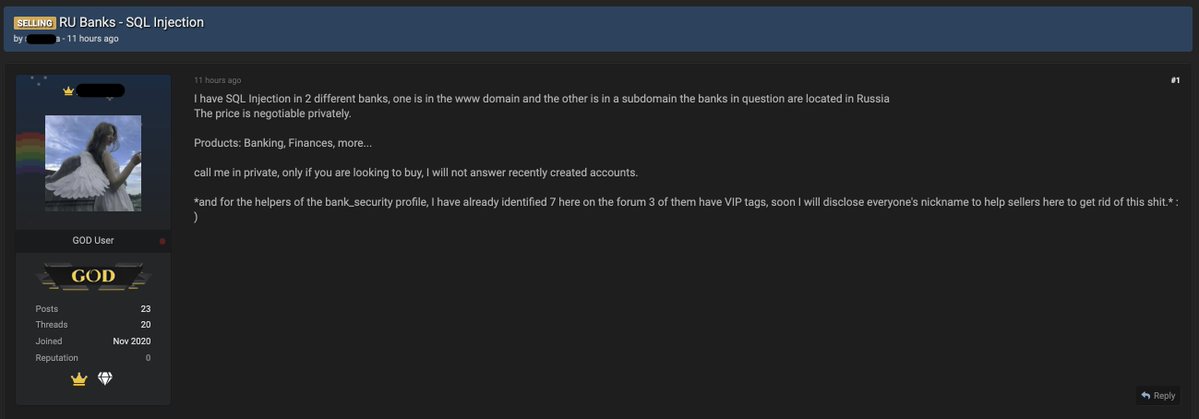 SELLING RU Banks - SQL Injection
by a - 11 hours ago
11 hours ago
#1
I have SQL Injection in 2 different banks, one is in the www domain and the other is in a subdomain the banks in question are located in Russia
The price is negotiable privately.
Products: Banking, Finances, more...
call me in private, only if you are looking to buy, I will not answer recently created accounts.
*and for the helpers of the bank_security profile, I have already identified 7 here on the forum 3 of them have VIP tags, soon I will disclose everyone's nickname to help sellers here to get rid of this shit.* :
)
GOD User
GOD
Posts 23
Threads 20
Joined Nov 2020
Reputation 0
Reply